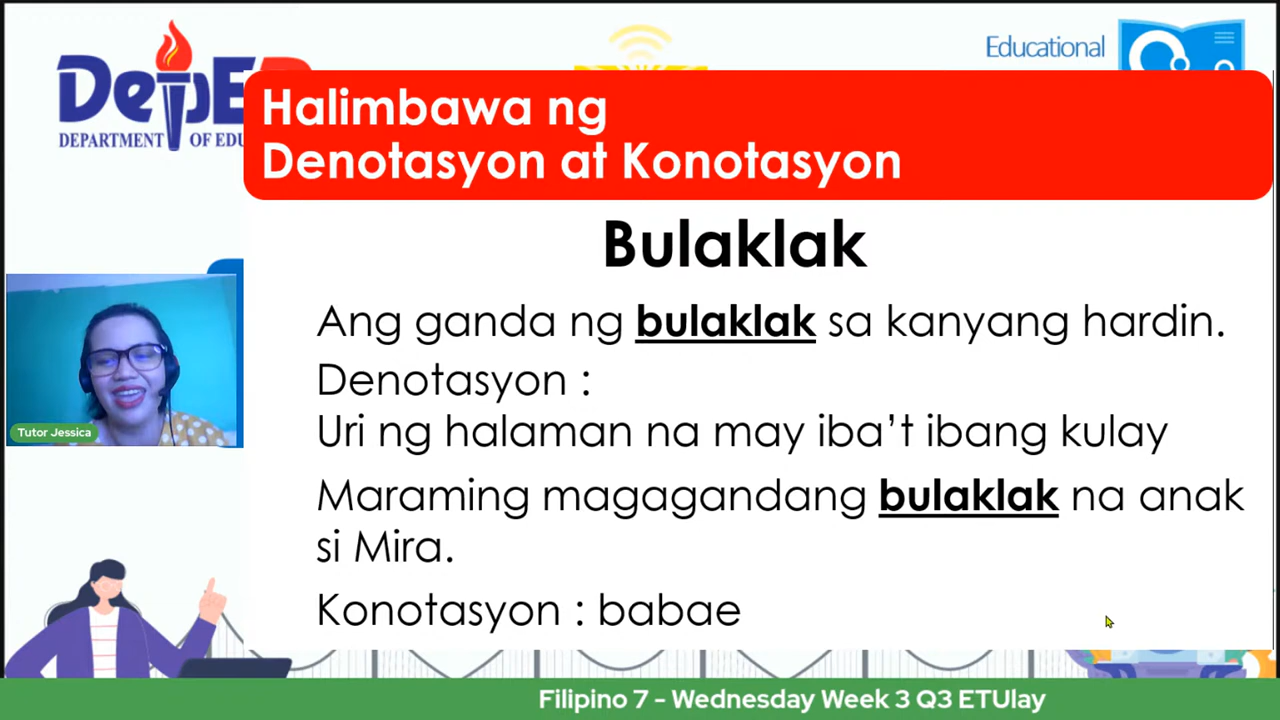 DepED
DEPARTMENT OF EDU
Educational
Halimbawa ng
Denotasyon at Konotasyon
Bulaklak
Ang ganda ng bulaklak sa kanyang hardin.
Denotasyon :
Uri ng halaman na may iba’t ibang kulay
Maraming magagandang bulaklak na anak
si Mira.
Konotasyon : babae
Tutor Jessica
Filipino 7 - Wednesday Week 3 Q3 ETUlay